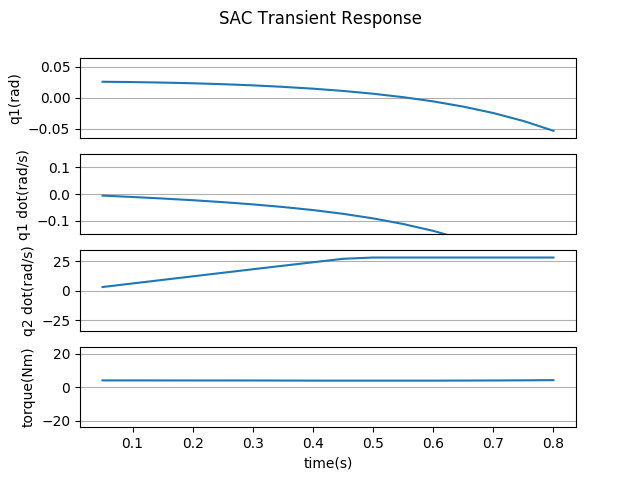 SAC Transient Response
q1(rad)
0.05
0.00
−0.05
q1 dot(rad/s)
0.1
0.0
−0.1
q2 dot(rad/s)
25
0
−25
torque(Nm)
20
0
−20
0.1 0.2 0.3 0.4 0.5 0.6 0.7 0.8
time(s)